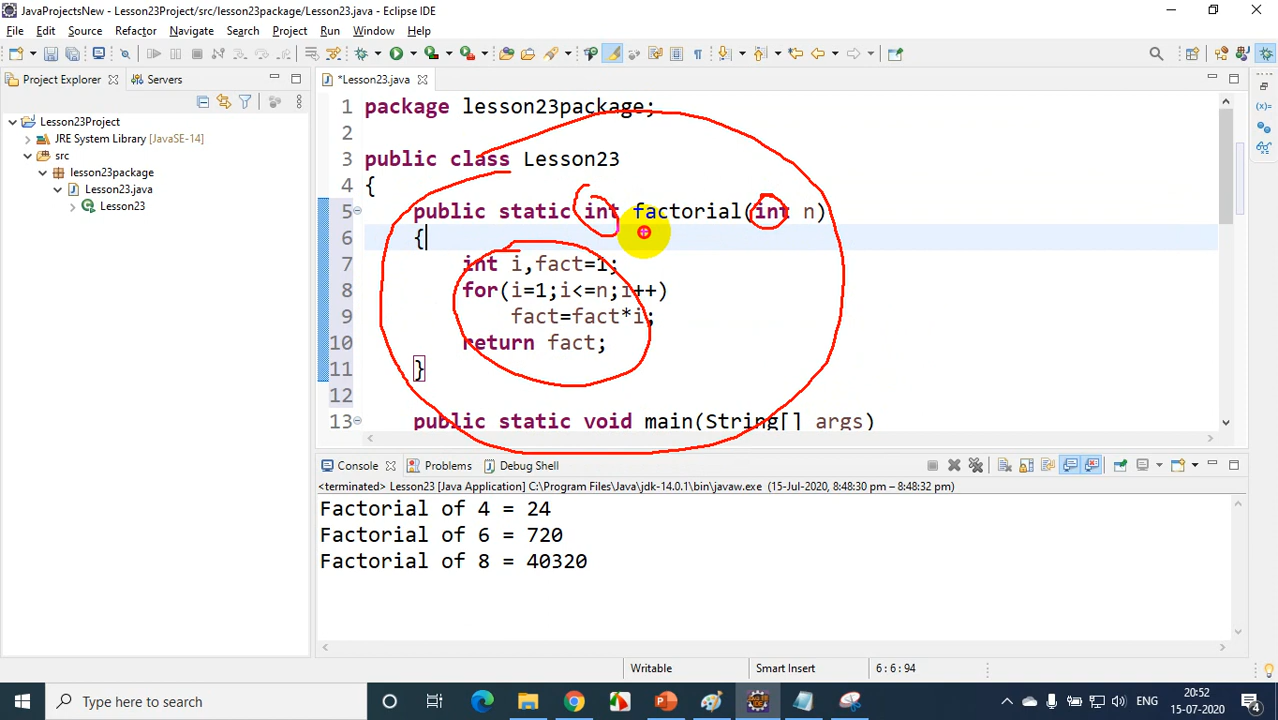 JavaProjectsNew - Lesson23Project/src/lesson23package/Lesson23.java - Eclipse IDE
File Edit Source Refactor Navigate Search Project Run Window Help
Project Explorer Servers
Lesson23Project
JRE System Library [JavaSE-14]
src
lesson23package
Lesson23.java
Lesson23
*Lesson23.java
1 package lesson23package;
2
3 public class Lesson23
4 {
5 public static int factorial(int n)
6 {
7 int i,fact=1;
8 for(i=1;i<=n;i++)
9 fact=fact*i;
10 return fact;
11 }
12
13 public static void main(String[] args)
Console Problems Debug Shell
<terminated> Lesson23 [Java Application] C:\Program Files\Java\jdk-14.0.1\bin\javaw.exe (15-Jul-2020, 8:48:30 pm – 8:48:32 pm)
Factorial of 4 = 24
Factorial of 6 = 720
Factorial of 8 = 40320
Writable Smart Insert 6 : 6 : 94
Type here to search
ENG
20:52
15-07-2020
4